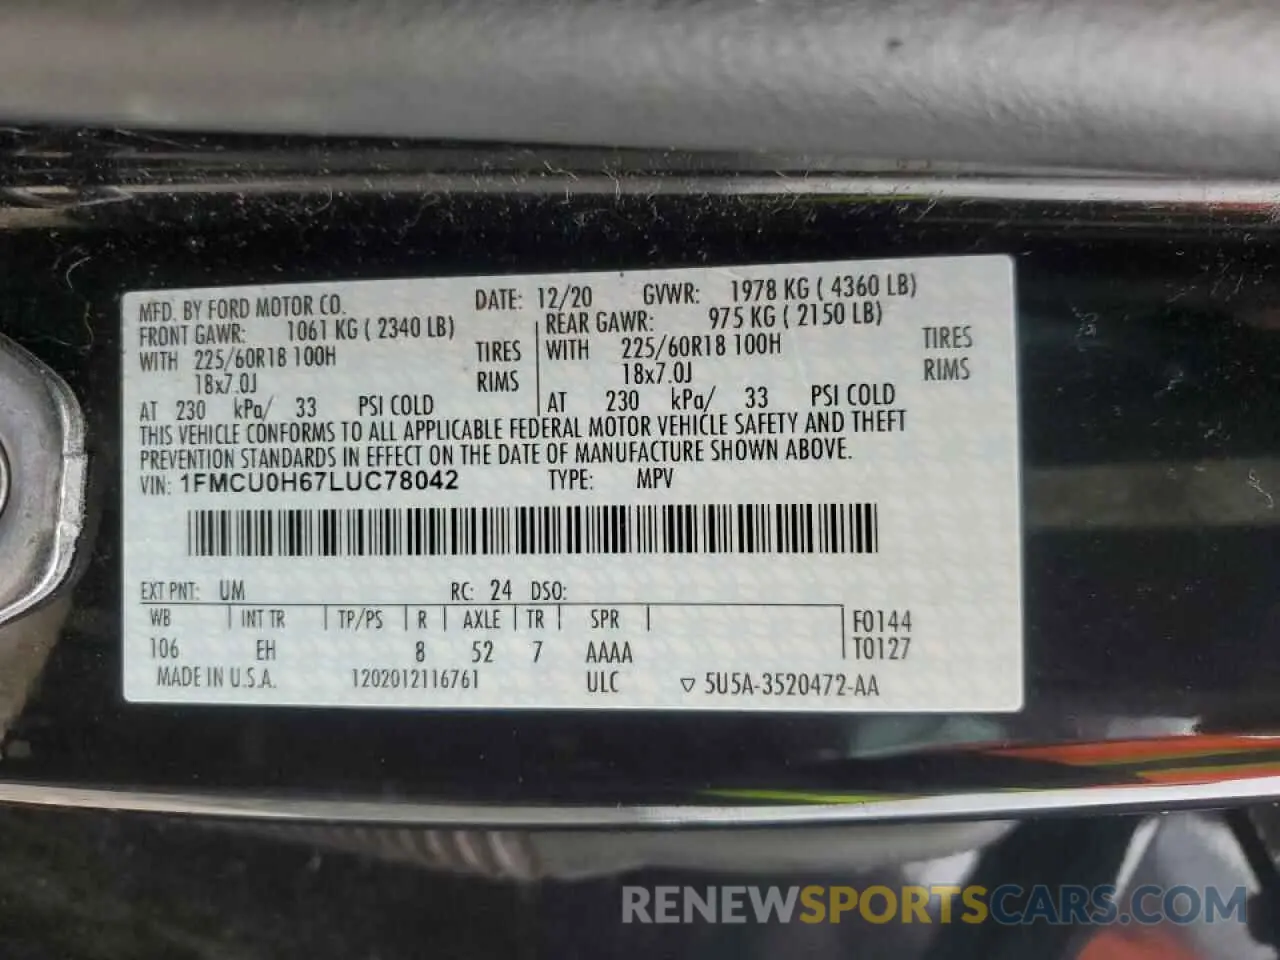 MFD. BY FORD MOTOR CO. DATE: 12/20 GVWR: 1978 KG ( 4360 LB)
FRONT GAWR: 1061 KG ( 2340 LB) REAR GAWR: 975 KG ( 2150 LB)
WITH 225/60R18 100H TIRES WITH 225/60R18 100H TIRES
18x7.0J RIMS 18x7.0J RIMS
AT 230 kPa/ 33 PSI COLD AT 230 kPa/ 33 PSI COLD
THIS VEHICLE CONFORMS TO ALL APPLICABLE FEDERAL MOTOR VEHICLE SAFETY AND THEFT
PREVENTION STANDARDS IN EFFECT ON THE DATE OF MANUFACTURE SHOWN ABOVE.
VIN: 1FMCU0H67LUC78042 TYPE: MPV
EXT PNT: UM RC: 24 DSO:
WB INT TR TP/PS R AXLE TR SPR F0144
106 EH 8 52 7 AAAA T0127
MADE IN U.S.A. 1202012116761 ULC ▽ 5U5A-3520472-AA
RENEWSPORTSCARS.COM